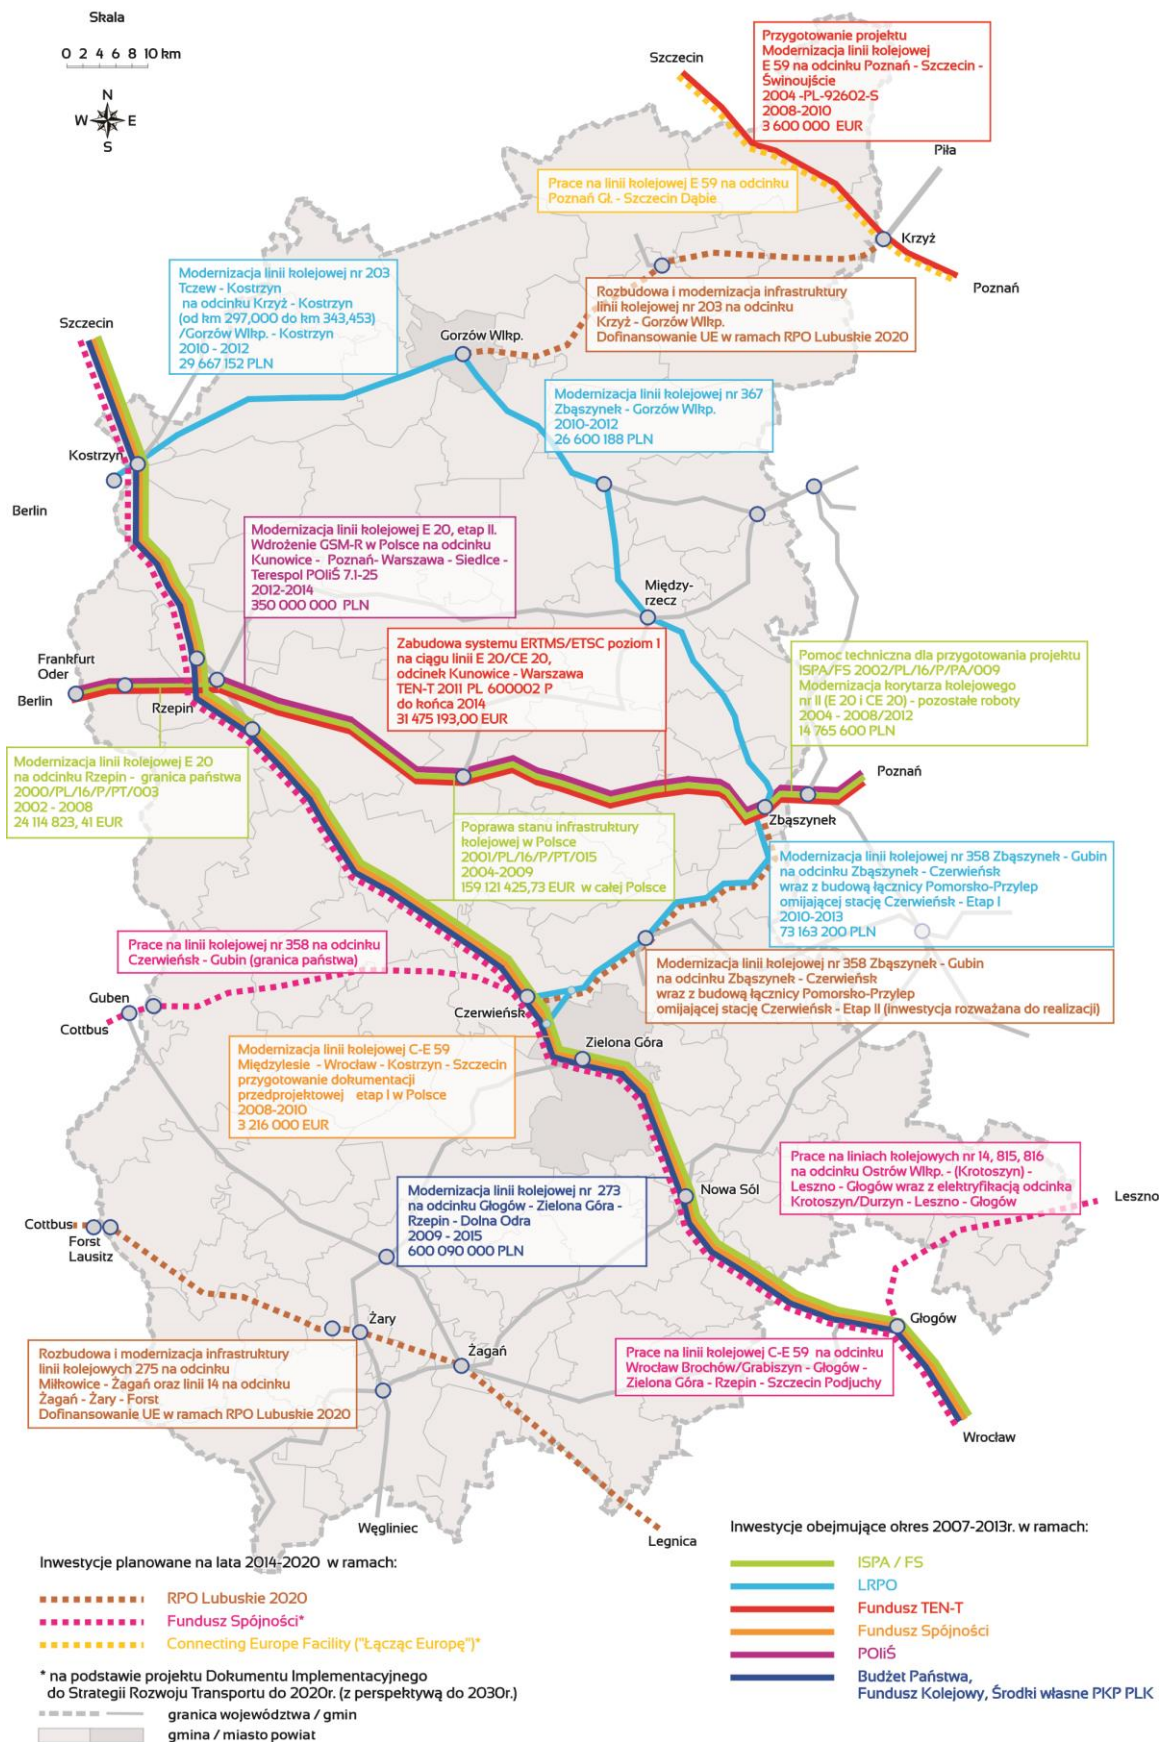 Skala
0 2 4 6 8 10 km
N
W E
S
Szczecin
Przygotowanie projektu
Modernizacja linii kolejowej
E 59 na odcinku Poznań - Szczecin -
Świnoujście
2004 -PL-92602-S
2008-2010
3 600 000 EUR
Piła
Prace na linii kolejowej E 59 na odcinku
Poznań Gł. - Szczecin Dąbie
Krzyż
Poznań
Modernizacja linii kolejowej nr 203
Tczew - Kostrzyn
na odcinku Krzyż - Kostrzyn
(od km 297,000 do km 343,453)
/Gorzów Wlkp. - Kostrzyn
2010 - 2012
29 667 152 PLN
Rozbudowa i modernizacja infrastruktury
linii kolejowej nr 203 na odcinku
Krzyż - Gorzów Wlkp.
Dofinansowanie UE w ramach RPO Lubuskie 2020
Szczecin
Gorzów Wlkp.
Modernizacja linii kolejowej nr 367
Zbąszynek - Gorzów Wlkp.
2010-2012
26 600 188 PLN
Kostrzyn
Berlin
Modernizacja linii kolejowej E 20, etap II.
Wdrożenie GSM-R w Polsce na odcinku
Kunowice - Poznań- Warszawa - Siedlce -
Terespol POIiŚ 7.1-25
2012-2014
350 000 000 PLN
Między-
rzecz
Zabudowa systemu ERTMS/ETSC poziom 1
na ciągu linii E 20/CE 20,
odcinek Kunowice - Warszawa
TEN-T 2011 PL 600002 P
do końca 2014
31 475 193,00 EUR
Pomoc techniczna dla przygotowania projektu
ISPA/FS 2002/PL/16/P/PA/009
Modernizacja korytarza kolejowego
nr II (E 20 i CE 20) - pozostałe roboty
2004 - 2008/2012
14 765 600 PLN
Frankfurt
Oder
Berlin
Rzepin
Poznań
Modernizacja linii kolejowej E 20
na odcinku Rzepin - granica państwa
2000/PL/16/P/PT/003
2002 - 2008
24 114 823, 41 EUR
Zbąszynek
Poprawa stanu infrastruktury
kolejowej w Polsce
2001/PL/16/P/PT/015
2004-2009
159 121 425,73 EUR w całej Polsce
Modernizacja linii kolejowej nr 358 Zbąszynek - Gubin
na odcinku Zbąszynek - Czerwieńsk
wraz z budową łącznicy Pomorsko-Przylep
omijającej stację Czerwieńsk - Etap I
2010-2013
73 163 200 PLN
Prace na linii kolejowej nr 358 na odcinku
Czerwieńsk - Gubin (granica państwa)
Modernizacja linii kolejowej nr 358 Zbąszynek - Gubin
na odcinku Zbąszynek - Czerwieńsk
wraz z budową łącznicy Pomorsko-Przylep
omijającej stację Czerwieńsk - Etap II (inwestycja rozważana do realizacji)
Guben
Cottbus
Czerwieńsk
Zielona Góra
Modernizacja linii kolejowej C-E 59
Międzylesie - Wrocław - Kostrzyn - Szczecin
przygotowanie dokumentacji
przedprojektowej etap I w Polsce
2008-2010
3 216 000 EUR
Prace na liniach kolejowych nr 14, 815, 816
na odcinku Ostrów Wlkp. - (Krotoszyn) -
Leszno - Głogów wraz z elektryfikacją odcinka
Krotoszyn/Durzyn - Leszno - Głogów
Modernizacja linii kolejowej nr 273
na odcinku Głogów - Zielona Góra -
Rzepin - Dolna Odra
2009 - 2015
600 090 000 PLN
Nowa Sól
Leszno
Cottbus
Forst
Lausitz
Żary
Żagań
Głogów
Rozbudowa i modernizacja infrastruktury
linii kolejowych 275 na odcinku
Miłkowice - Żagań oraz linii 14 na odcinku
Żagań - Żary - Forst
Dofinansowanie UE w ramach RPO Lubuskie 2020
Prace na linii kolejowej C-E 59 na odcinku
Wrocław Brochów/Grabiszyn - Głogów -
Zielona Góra - Rzepin - Szczecin Podjuchy
Wrocław
Węgliniec
Legnica
Inwestycje planowane na lata 2014-2020 w ramach:
RPO Lubuskie 2020
Fundusz Spójności*
Connecting Europe Facility ("Łącząc Europę")*
* na podstawie projektu Dokumentu Implementacyjnego
do Strategii Rozwoju Transportu do 2020r. (z perspektywą do 2030r.)
granica województwa / gmin
gmina / miasto powiat
Inwestycje obejmujące okres 2007-2013r. w ramach:
ISPA / FS
LRPO
Fundusz TEN-T
Fundusz Spójności
POIiŚ
Budżet Państwa,
Fundusz Kolejowy, Środki własne PKP PLK